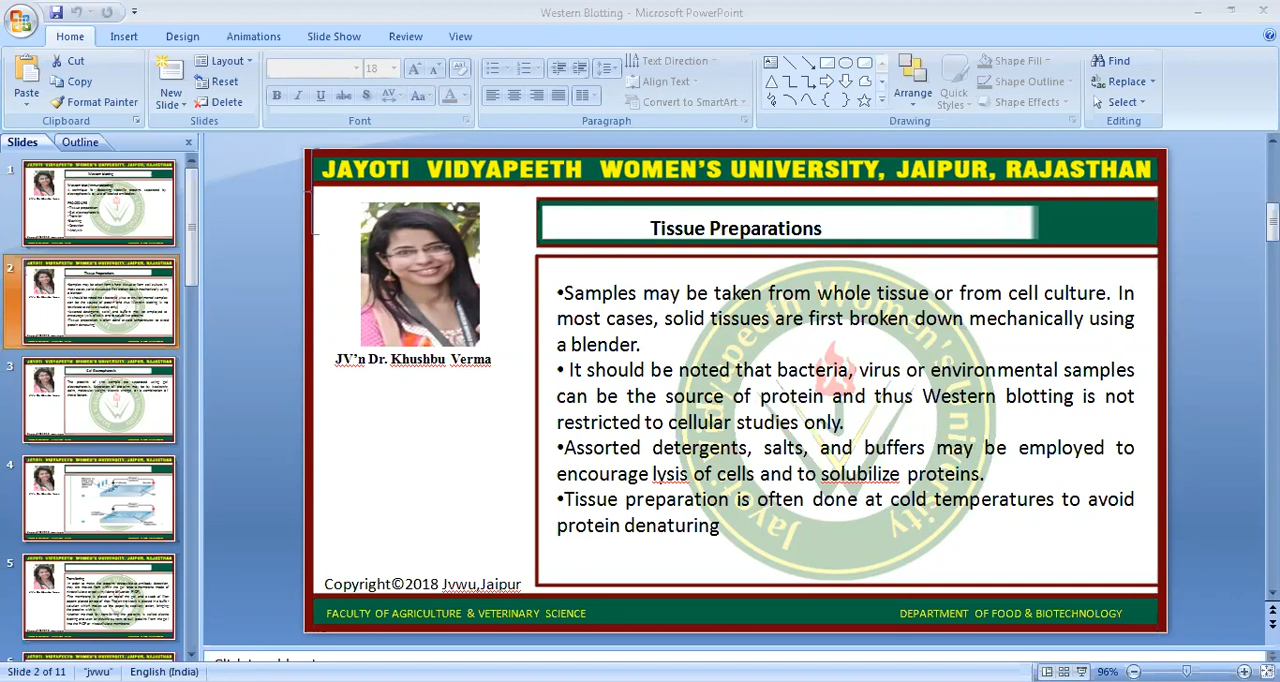 Western Blotting - Microsoft PowerPoint
Home Insert Design Animations Slide Show Review View
Paste
Cut
Copy
Format Painter
Clipboard
New
Slide
Layout
Reset
Delete
Slides
18
Font
Text Direction
Align Text
Convert to SmartArt
Paragraph
Arrange
Quick
Styles
Shape Fill
Shape Outline
Shape Effects
Drawing
Find
Replace
Select
Editing
Slides Outline
1
2
3
4
5
JAYOTI VIDYAPEETH WOMEN'S UNIVERSITY, JAIPUR, RAJASTHAN
Tissue Preparations
JV'n Dr. Khushbu Verma
•Samples may be taken from whole tissue or from cell culture. In
most cases, solid tissues are first broken down mechanically using
a blender.
• It should be noted that bacteria, virus or environmental samples
can be the source of protein and thus Western blotting is not
restricted to cellular studies only.
•Assorted detergents, salts, and buffers may be employed to
encourage lysis of cells and to solubilize proteins.
•Tissue preparation is often done at cold temperatures to avoid
protein denaturing
Copyright©2018 Jvwu,Jaipur
FACULTY OF AGRICULTURE & VETERINARY SCIENCE
DEPARTMENT OF FOOD & BIOTECHNOLOGY
Slide 2 of 11 "jvwu" English (India) 96%